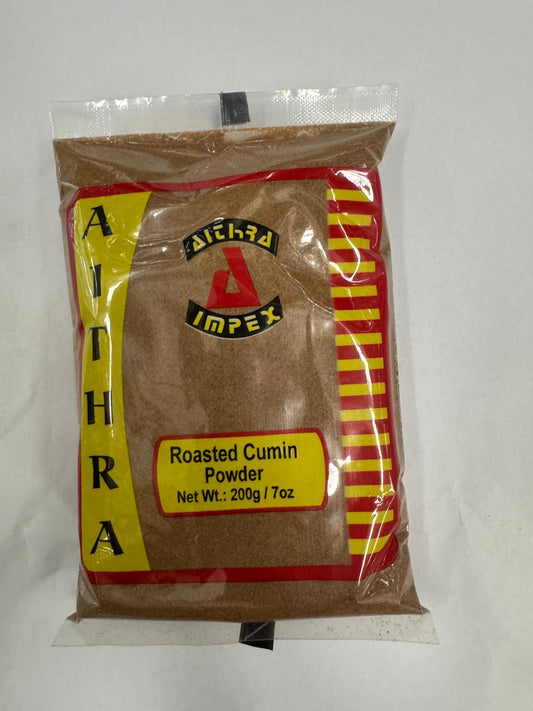 AITHRA
AITHRA
IMPEX
Roasted Cumin
Powder
Net Wt.: 200g / 7oz